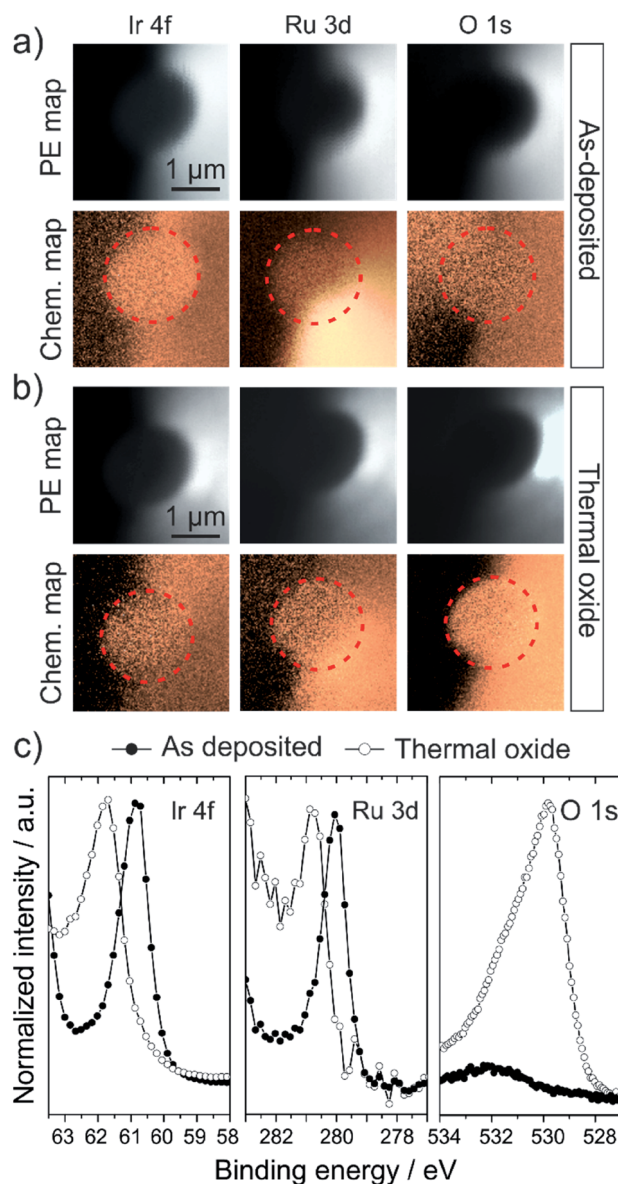 Ir 4f Ru 3d O 1s
a)
PE map
1 µm
Chem. map
As-deposited
b)
PE map
1 µm
Chem. map
Thermal oxide
c) As deposited Thermal oxide
Normalized intensity / a.u.
Ir 4f Ru 3d O 1s
63 62 61 60 59 58 282 280 278 534 532 530 528
Binding energy / eV